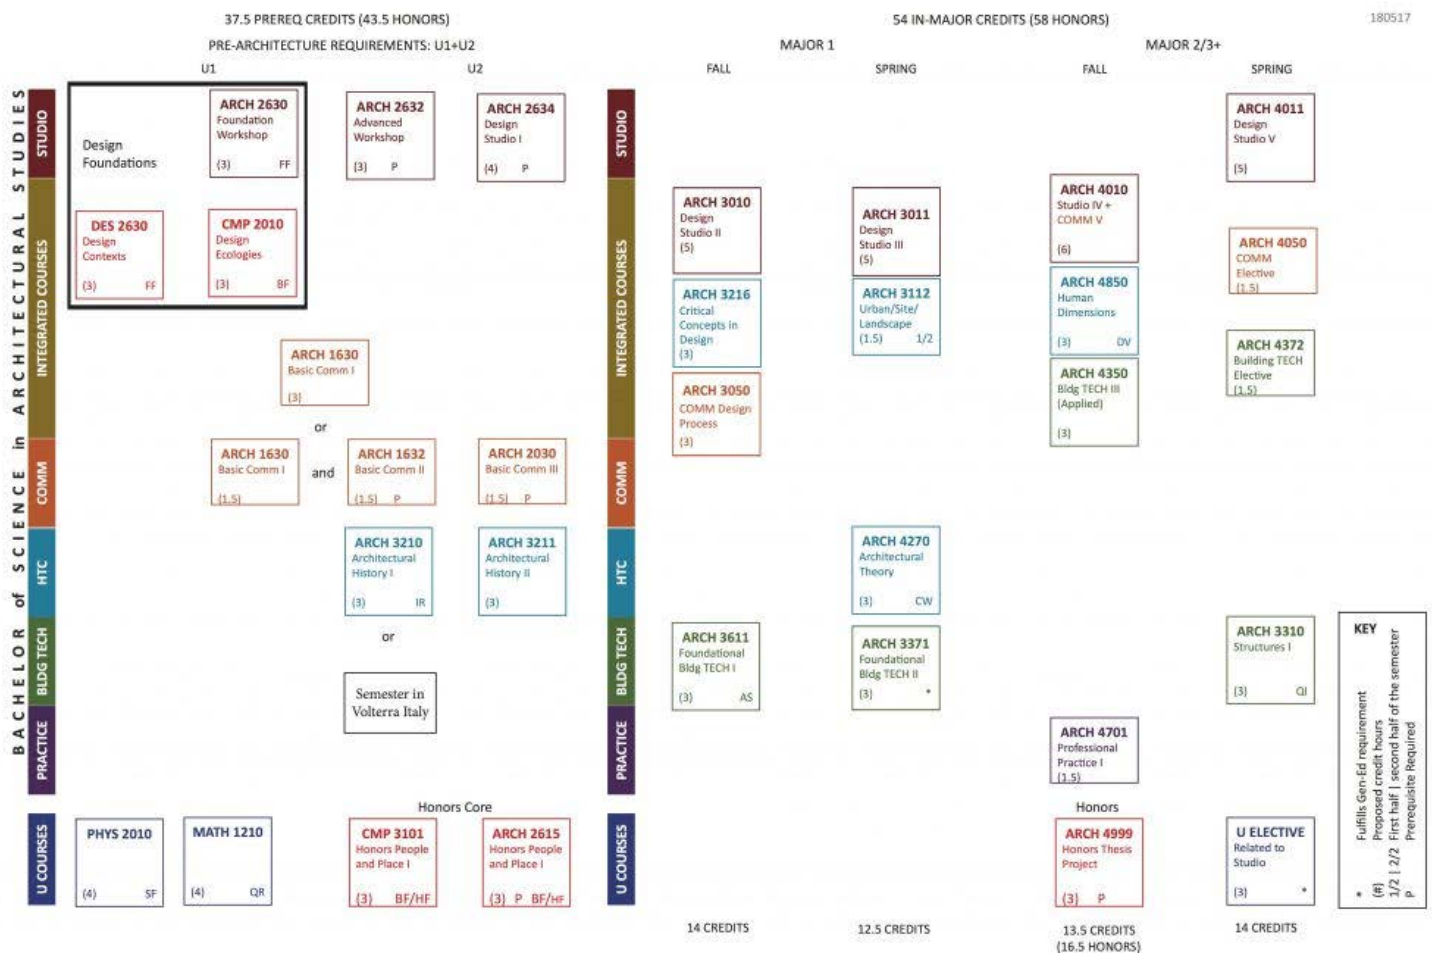 37.5 PREREQ CREDITS (43.5 HONORS)
54 IN-MAJOR CREDITS (58 HONORS)
180517
PRE-ARCHITECTURE REQUIREMENTS: U1+U2
MAJOR 1
MAJOR 2/3+
U1
U2
FALL
SPRING
FALL
SPRING
BACHELOR of SCIENCE in ARCHITECTURAL STUDIES
STUDIO
INTEGRATED COURSES
COMM
HTC
BLDG TECH
PRACTICE
U COURSES
Design
Foundations
ARCH 2630
Foundation
Workshop
(3) FF
DES 2630
Design
Contexts
(3) FF
CMP 2010
Design
Ecologies
(3) BF
ARCH 2632
Advanced
Workshop
(3) P
ARCH 2634
Design
Studio I
(4) P
ARCH 1630
Basic Comm I
(3)
or
ARCH 1630
Basic Comm I
(1.5)
and
ARCH 1632
Basic Comm II
(1.5) P
ARCH 2030
Basic Comm III
(1.5) P
ARCH 3210
Architectural
History I
(3) IR
ARCH 3211
Architectural
History II
(3)
or
Semester in
Volterra Italy
Honors Core
PHYS 2010
(4) SF
MATH 1210
(4) QR
CMP 3101
Honors People
and Place I
(3) BF/HF
ARCH 2615
Honors People
and Place I
(3) P BF/HF
STUDIO
INTEGRATED COURSES
COMM
HTC
BLDG TECH
PRACTICE
U COURSES
ARCH 3010
Design
Studio II
(5)
ARCH 3216
Critical
Concepts in
Design
(3)
ARCH 3050
COMM Design
Process
(3)
ARCH 3611
Foundational
Bldg TECH I
(3) AS
14 CREDITS
ARCH 3011
Design
Studio III
(5)
ARCH 3112
Urban/Site/
Landscape
(1.5) 1/2
ARCH 4270
Architectural
Theory
(3) CW
ARCH 3371
Foundational
Bldg TECH II
(3) *
12.5 CREDITS
ARCH 4010
Studio IV +
COMM V
(6)
ARCH 4850
Human
Dimensions
(3) DV
ARCH 4350
Bldg TECH III
(Applied)
(3)
ARCH 4701
Professional
Practice I
(1.5)
Honors
ARCH 4999
Honors Thesis
Project
(3) P
13.5 CREDITS
(16.5 HONORS)
ARCH 4011
Design
Studio V
(5)
ARCH 4050
COMM
Elective
(1.5)
ARCH 4372
Building TECH
Elective
(1.5)
ARCH 3310
Structures I
(3) QI
U ELECTIVE
Related to
Studio
(3) *
14 CREDITS
KEY
* Fulfills Gen-Ed requirement
(#) Proposed credit hours
1/2 | 2/2 First half | second half of the semester
P Prerequisite Required